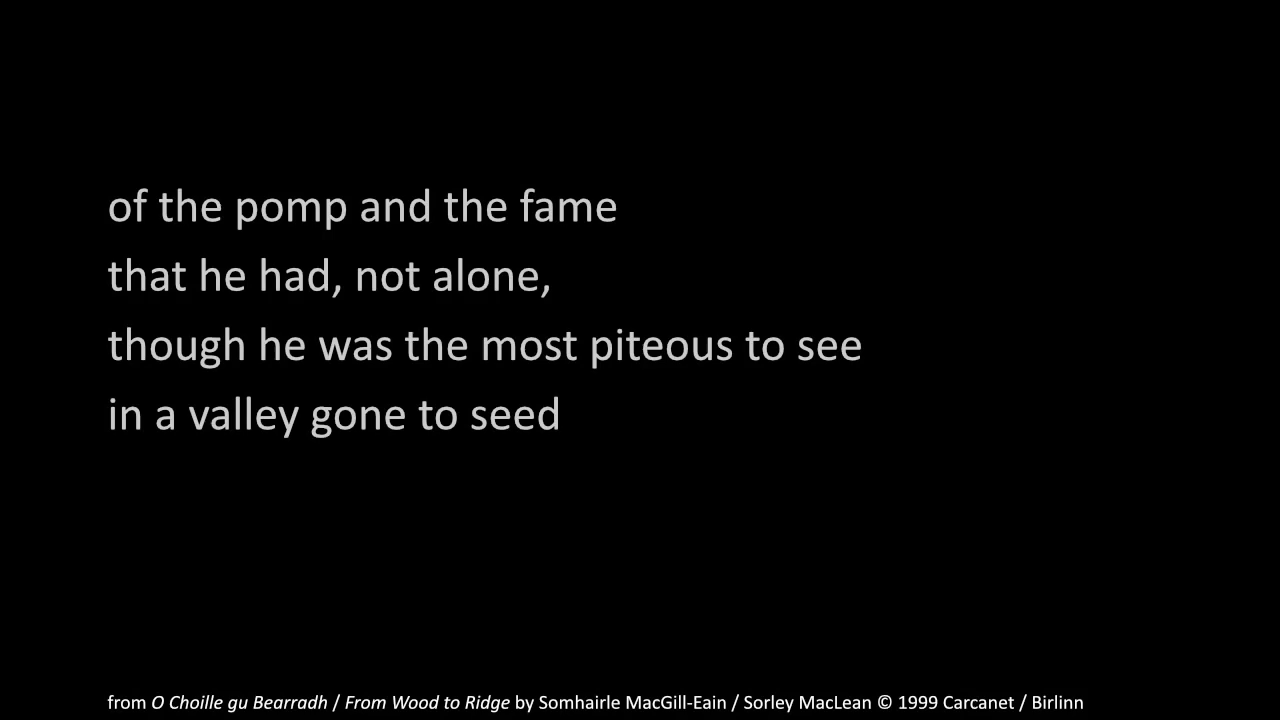 of the pomp and the fame
that he had, not alone,
though he was the most piteous to see
in a valley gone to seed
from O Choille gu Bearradh / From Wood to Ridge by Somhairle MacGill-Eain / Sorley MacLean © 1999 Carcanet / Birlinn